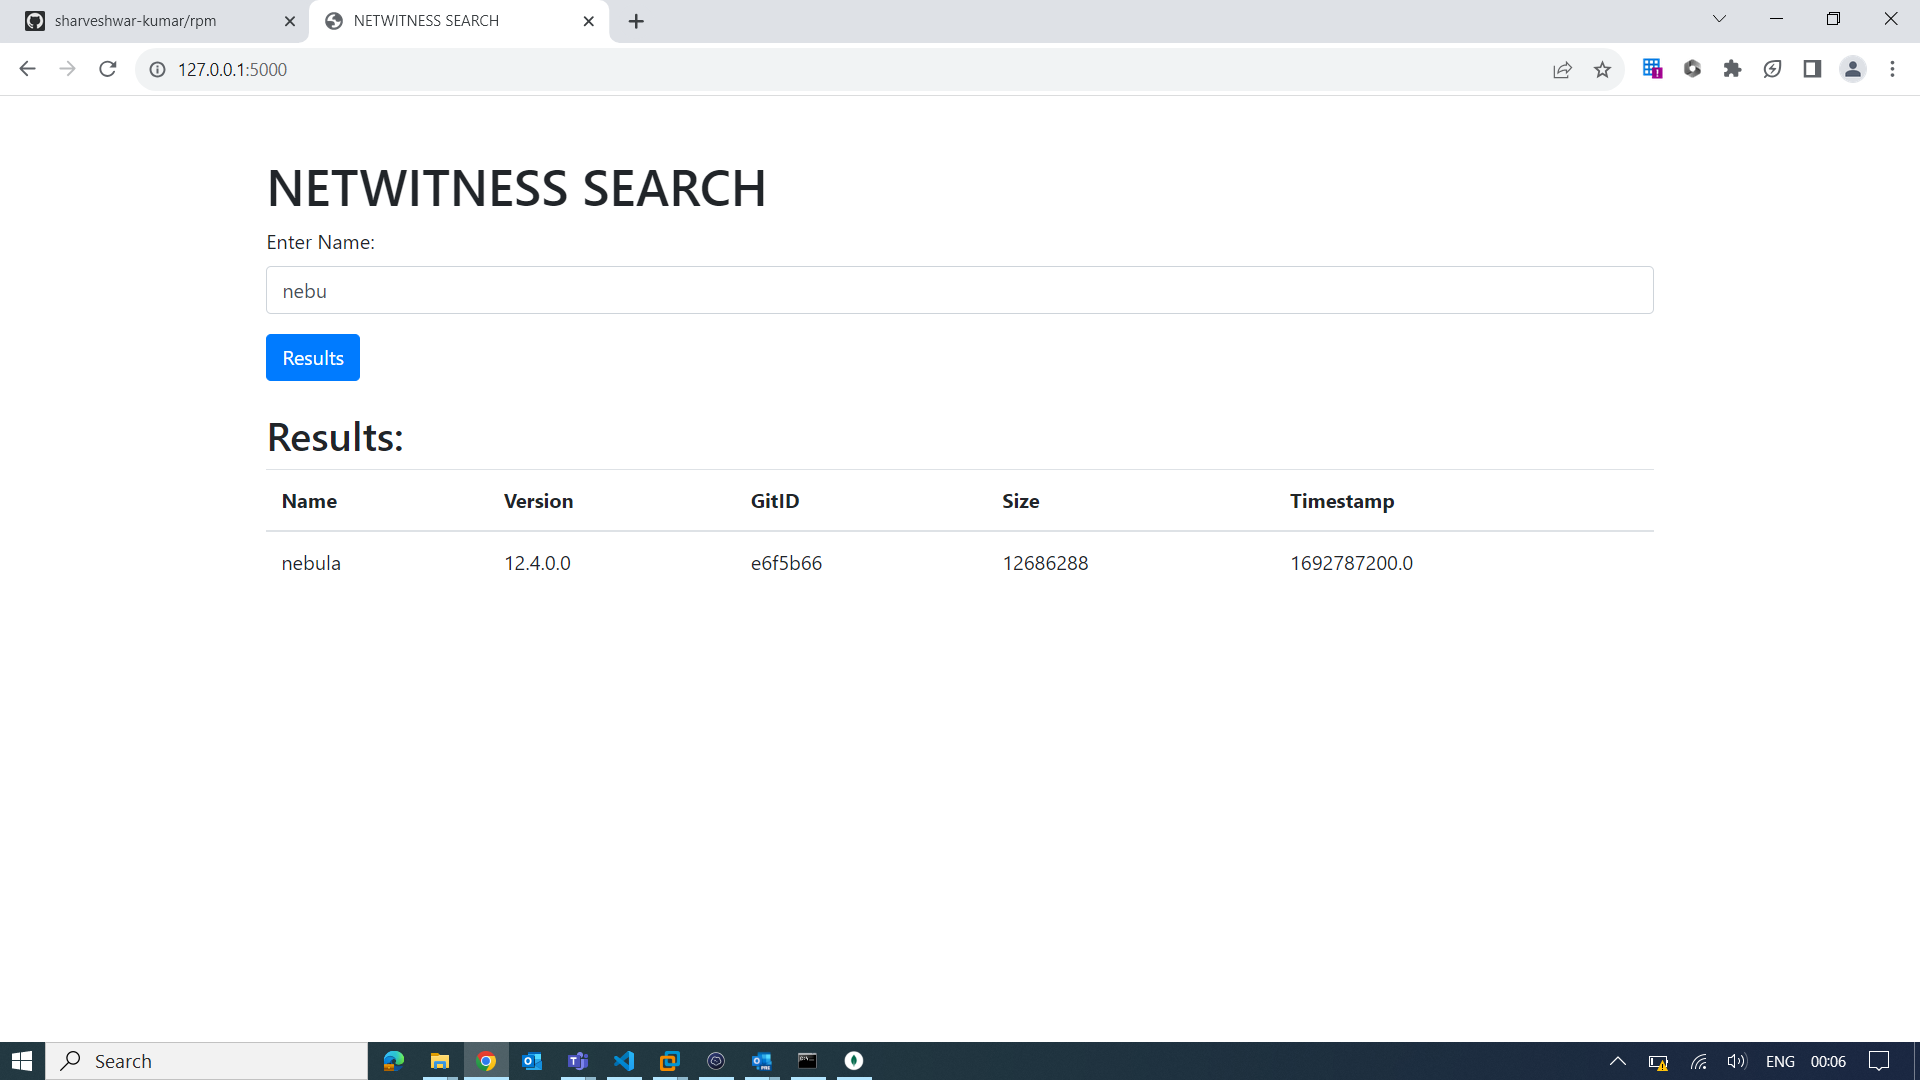 sharveshwar-kumar/rpm
NETWITNESS SEARCH
127.0.0.1:5000
NETWITNESS SEARCH
Enter Name:
nebu
Results
Results:
Name Version GitID Size Timestamp
nebula 12.4.0.0 e6f5b66 12686288 1692787200.0
Search
ENG 00:06